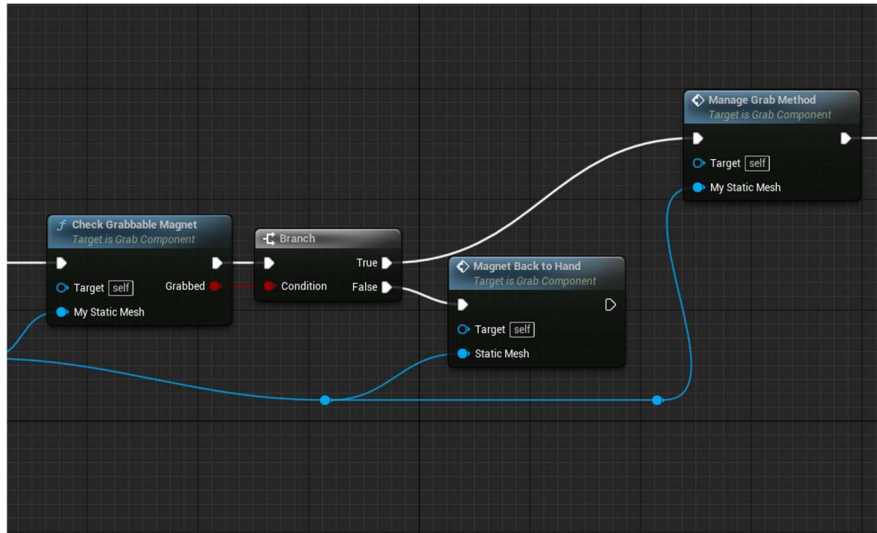 Manage Grab Method
Target is Grab Component
Target self
My Static Mesh
Check Grabbable Magnet
Target is Grab Component
Target self
Grabbed
My Static Mesh
Branch
True
Condition
False
Magnet Back to Hand
Target is Grab Component
Target self
Static Mesh